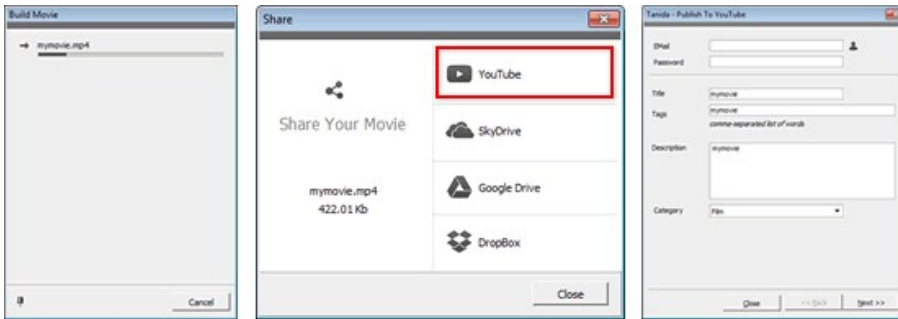 Build Movie
mymovie.mp4
Cancel
Share
Share Your Movie
mymovie.mp4
422.01 Kb
YouTube
SkyDrive
Google Drive
DropBox
Close
Tanida - Publish To YouTube
EMail
Password
Title
mymovie
Tags
mymovie
comma-separated list of words
Description
mymovie
Category
Film
Close
<< Back
Next >>